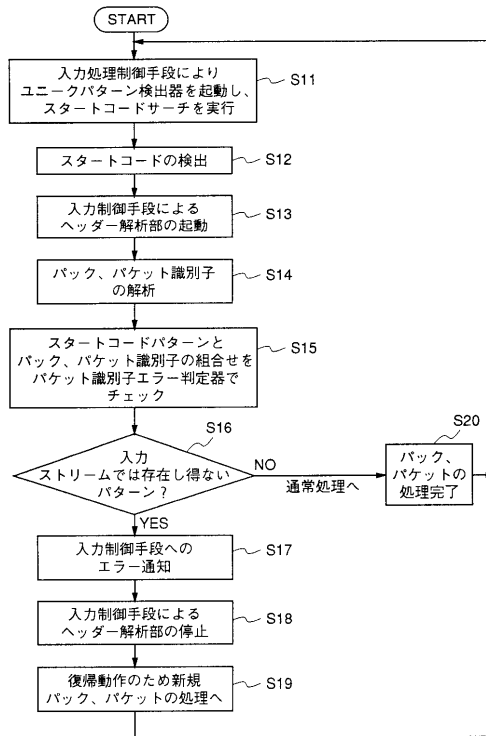 START
入力処理制御手段により
ユニークパターン検出器を起動し、
スタートコードサーチを実行
S11
スタートコードの検出
S12
入力制御手段による
ヘッダー解析部の起動
S13
パック、パケット識別子
の解析
S14
スタートコードパターンと
パック、パケット識別子の組合せを
パケット識別子エラー判定器で
チェック
S15
S16
入力
ストリームでは存在し得ない
パターン?
NO
通常処理へ
S20
パック、
パケットの
処理完了
YES
入力制御手段への
エラー通知
S17
入力制御手段による
ヘッダー解析部の停止
S18
復帰動作のため新規
パック、パケットの処理へ
S19